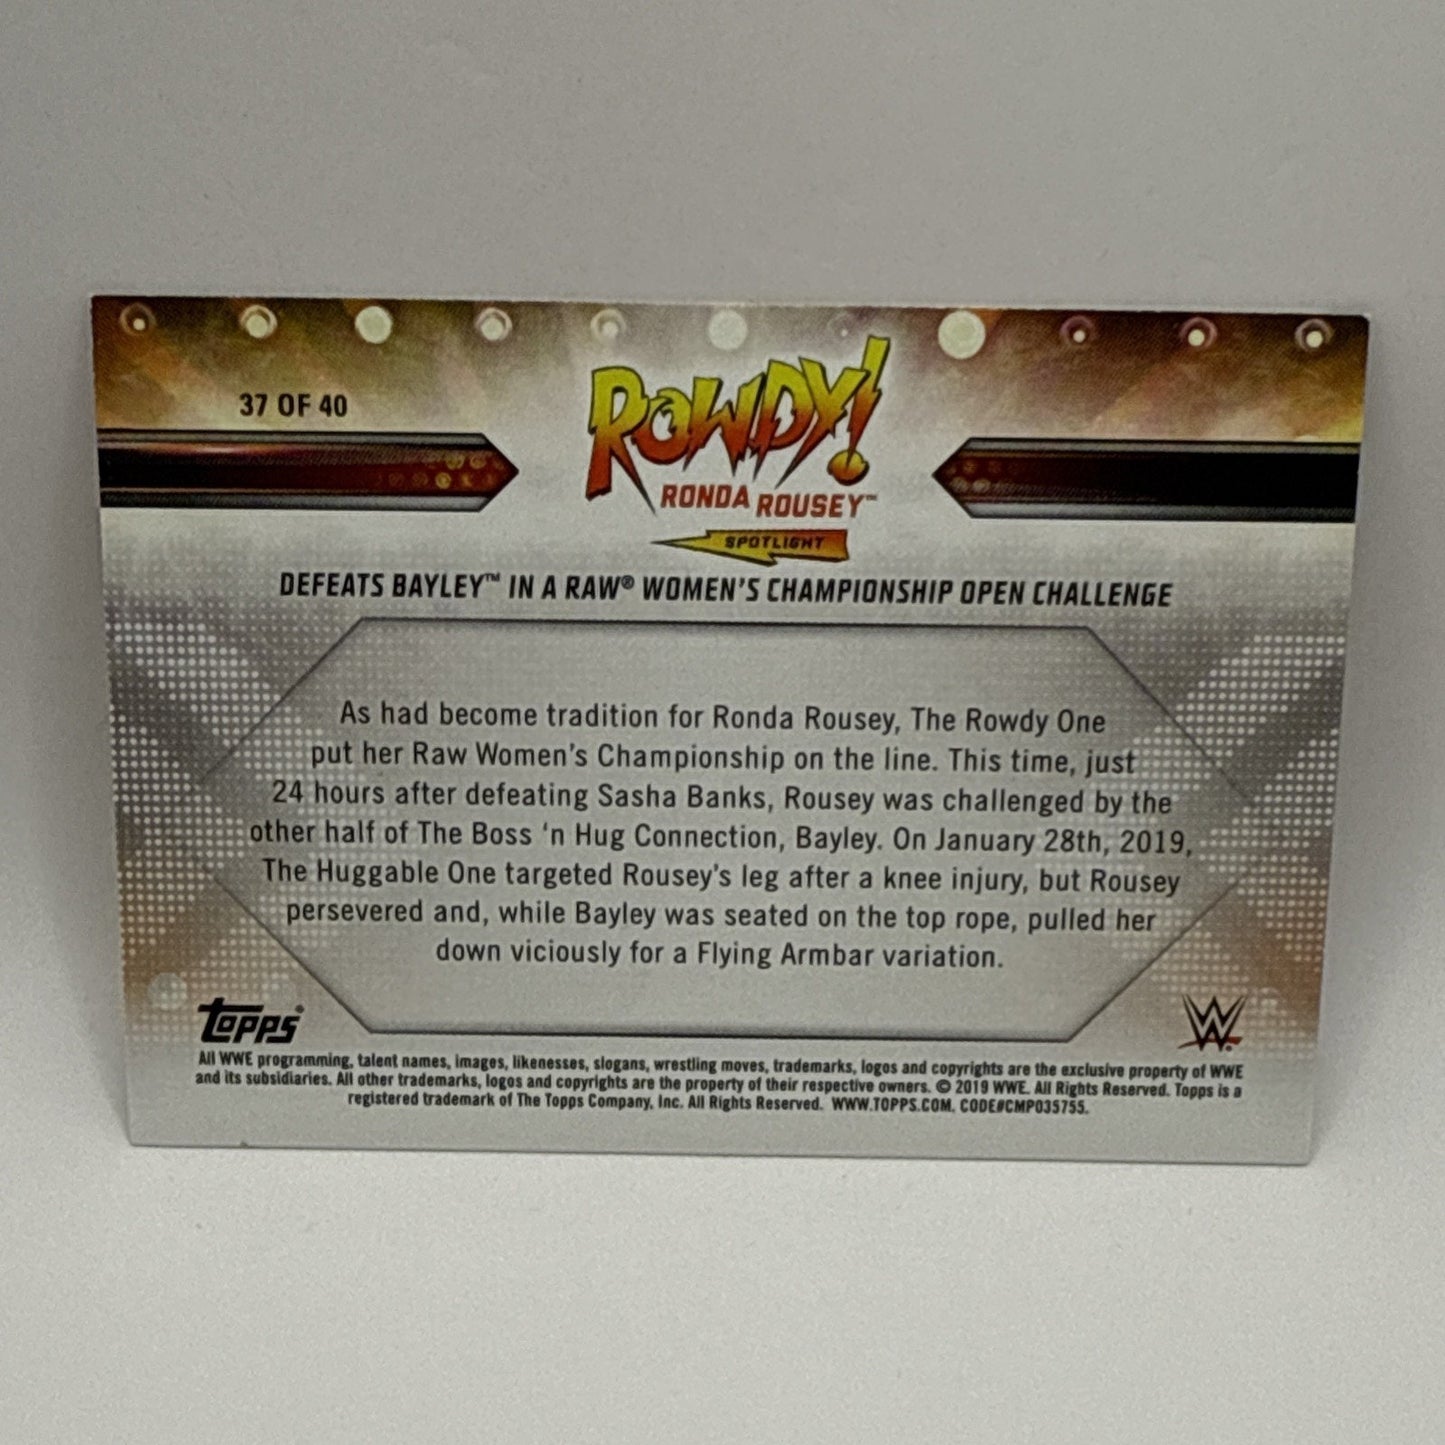 37 OF 40
ROWDY!
RONDA ROUSEY™
SPOTLIGHT
DEFEATS BAYLEY™ IN A RAW® WOMEN'S CHAMPIONSHIP OPEN CHALLENGE
As had become tradition for Ronda Rousey, The Rowdy One
put her Raw Women's Championship on the line. This time, just
24 hours after defeating Sasha Banks, Rousey was challenged by the
other half of The Boss 'n Hug Connection, Bayley. On January 28th, 2019,
The Huggable One targeted Rousey's leg after a knee injury, but Rousey
persevered and, while Bayley was seated on the top rope, pulled her
down viciously for a Flying Armbar variation.
topps®
W
All WWE programming, talent names, images, likenesses, slogans, wrestling moves, trademarks, logos and copyrights are the exclusive property of WWE
and its subsidiaries. All other trademarks, logos and copyrights are the property of their respective owners. © 2019 WWE. All Rights Reserved. Topps is a
registered trademark of The Topps Company, Inc. All Rights Reserved. WWW.TOPPS.COM. CODE#CMP035755.